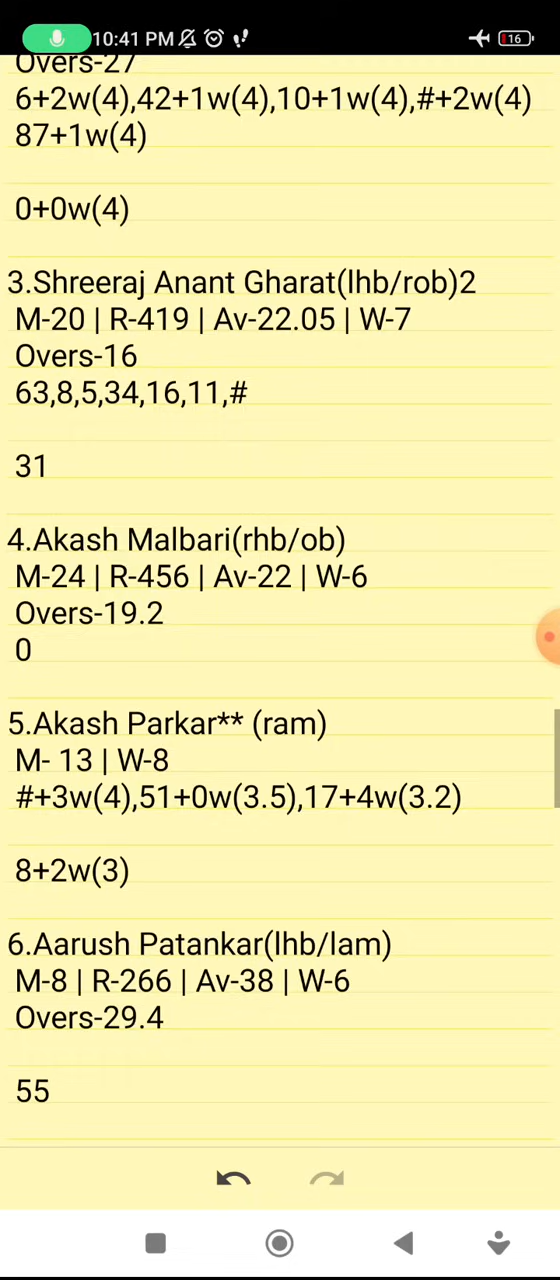 10:41 PM
16
Overs-27
6+2w(4),42+1w(4),10+1w(4),#+2w(4)
87+1w(4)
0+0w(4)
3.Shreeraj Anant Gharat(lhb/rob)2
M-20 | R-419 | Av-22.05 | W-7
Overs-16
63,8,5,34,16,11,#
31
4.Akash Malbari(rhb/ob)
M-24 | R-456 | Av-22 | W-6
Overs-19.2
0
5.Akash Parkar** (ram)
M- 13 | W-8
#+3w(4),51+0w(3.5),17+4w(3.2)
8+2w(3)
6.Aarush Patankar(lhb/lam)
M-8 | R-266 | Av-38 | W-6
Overs-29.4
55